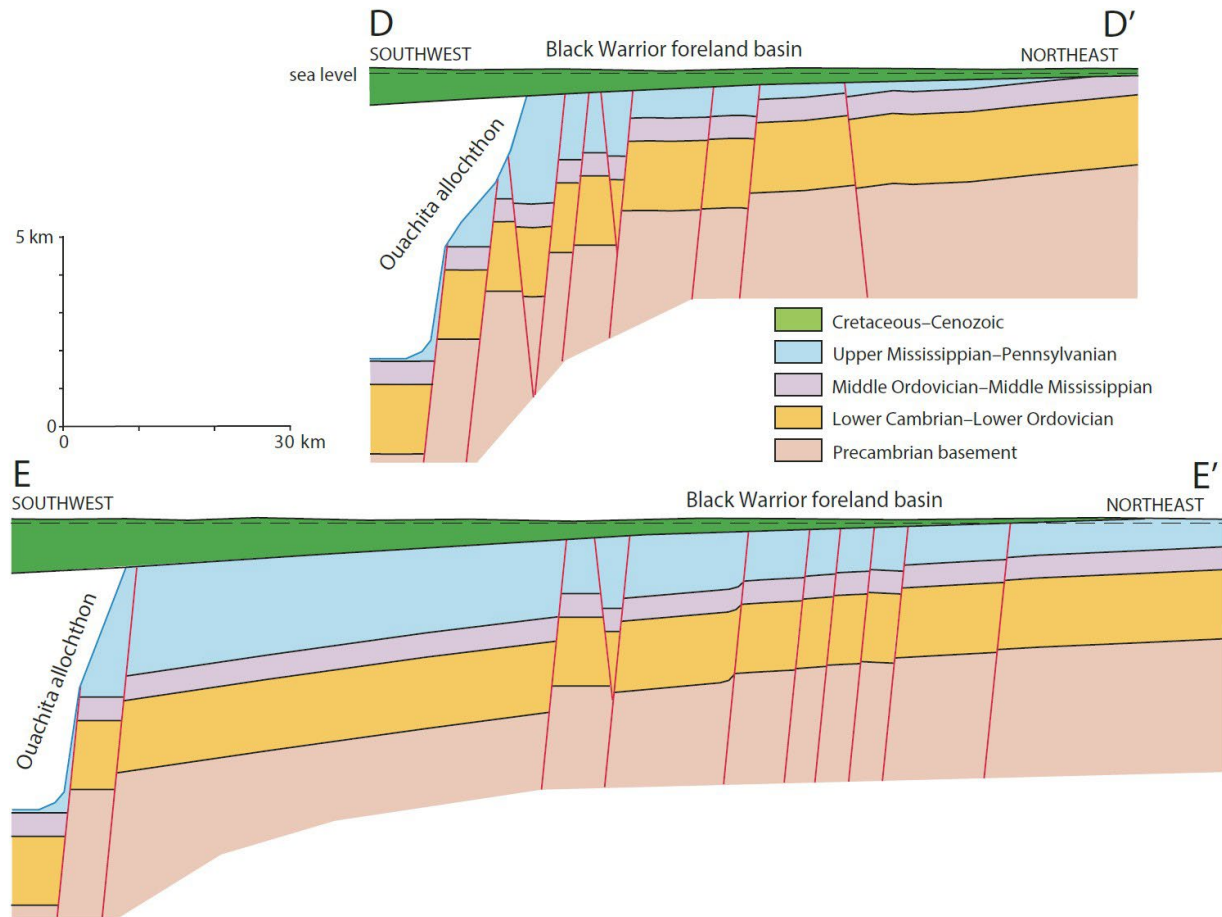 D
D’
SOUTHWEST
Black Warrior foreland basin
NORTHEAST
sea level
Ouachita allochthon
5 km
0
0
30 km
Cretaceous–Cenozoic
Upper Mississippian–Pennsylvanian
Middle Ordovician–Middle Mississippian
Lower Cambrian–Lower Ordovician
Precambrian basement
E
E’
SOUTHWEST
Black Warrior foreland basin
NORTHEAST
Ouachita allochthon